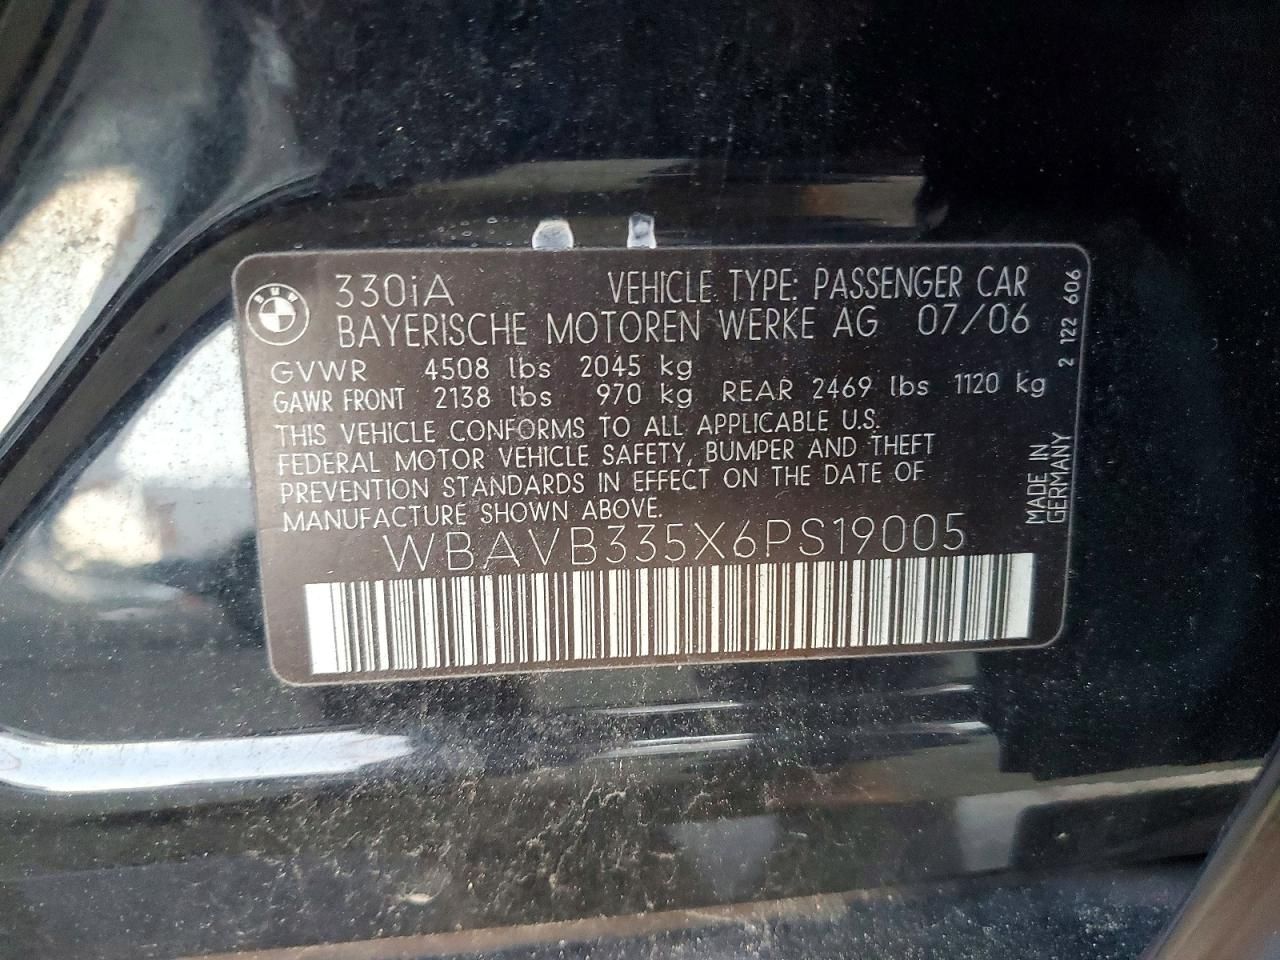 BMW
330iA VEHICLE TYPE: PASSENGER CAR
BAYERISCHE MOTOREN WERKE AG 07/06
GVWR 4508 lbs 2045 kg
GAWR FRONT 2138 lbs 970 kg REAR 2469 lbs 1120 kg
THIS VEHICLE CONFORMS TO ALL APPLICABLE U.S.
FEDERAL MOTOR VEHICLE SAFETY, BUMPER AND THEFT
PREVENTION STANDARDS IN EFFECT ON THE DATE OF
MANUFACTURE SHOWN ABOVE.
WBAVB335X6PS19005
2 122 606
MADE IN
GERMANY